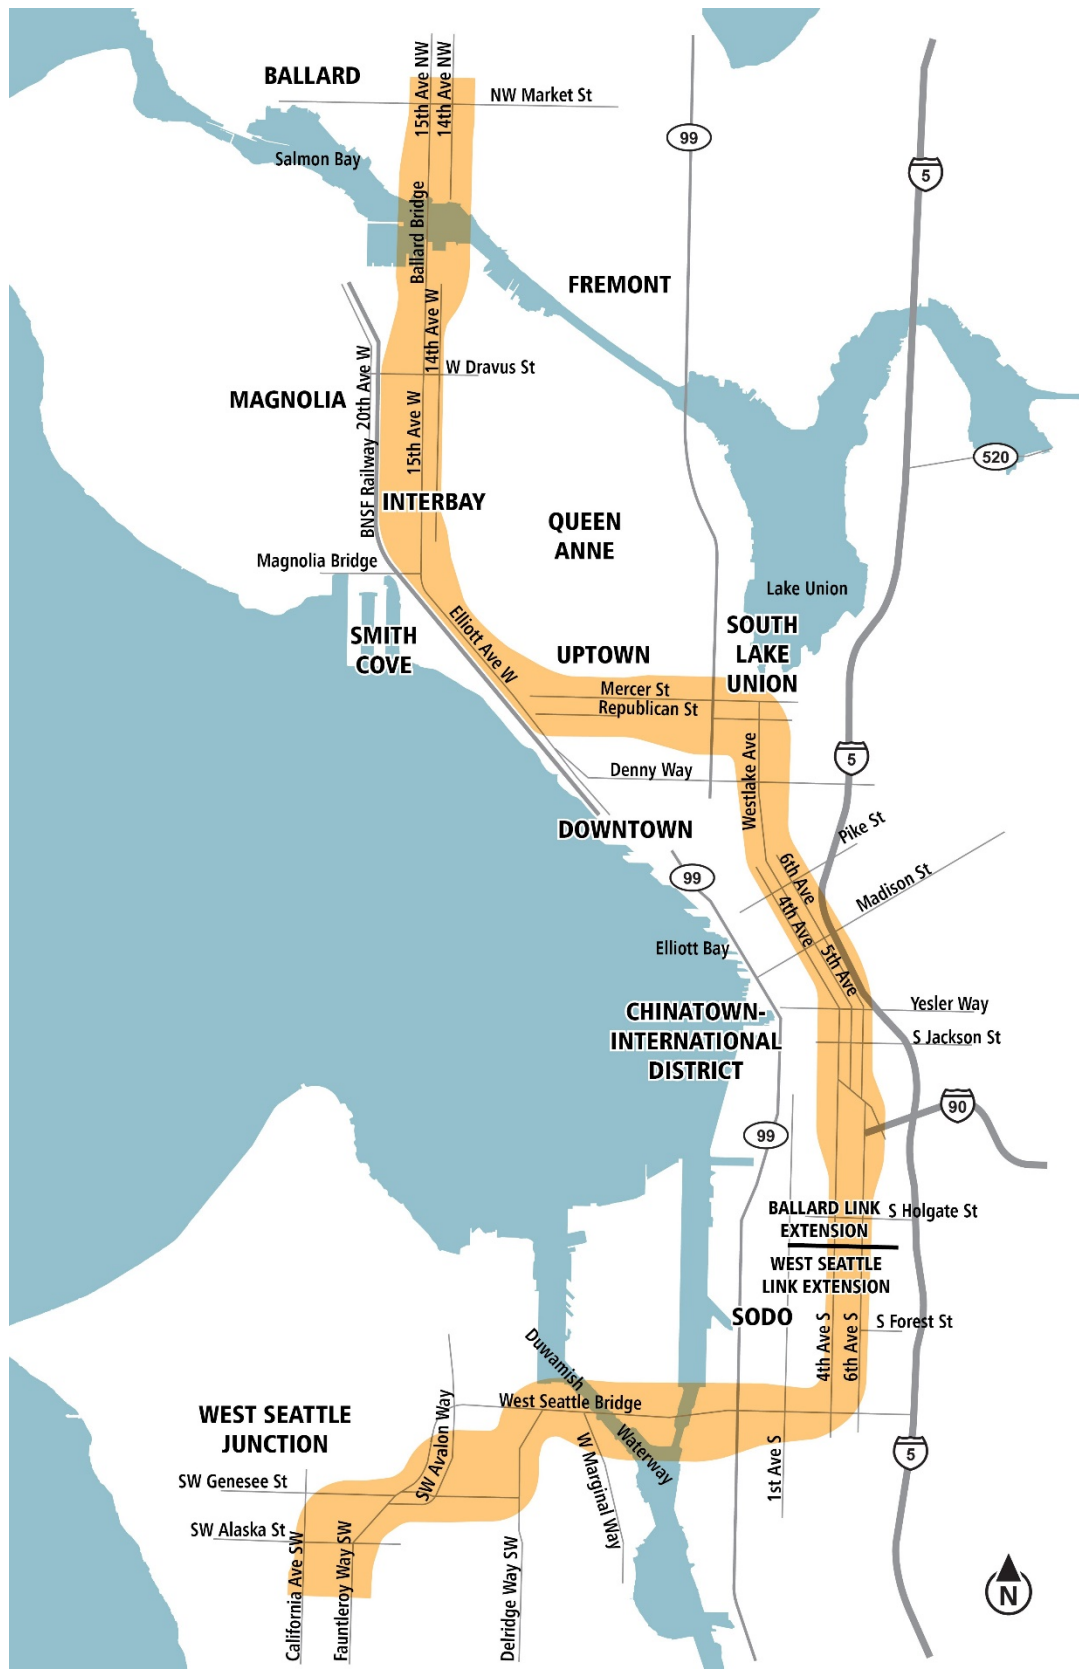 15th Ave NW
14th Ave NW
BALLARD
NW Market St
99
Salmon Bay
5
Ballard Bridge
FREMONT
14th Ave W
W Dravus St
20th Ave W
MAGNOLIA
15th Ave W
BNSF Railway
520
INTERBAY
QUEEN
ANNE
Magnolia Bridge
Lake Union
Elliott Ave W
SMITH
COVE
SOUTH
LAKE
UNION
UPTOWN
Mercer St
Republican St
Westlake Ave
5
Denny Way
DOWNTOWN
Pike St
6th Ave
99
Madison St
4th Ave
Elliott Bay
5th Ave
CHINATOWN-
INTERNATIONAL
DISTRICT
Yesler Way
S Jackson St
90
99
BALLARD LINK
EXTENSION
S Holgate St
WEST SEATTLE
LINK EXTENSION
SODO
S Forest St
4th Ave S
6th Ave S
Duwamish
Waterway
West Seattle Bridge
WEST SEATTLE
JUNCTION
SW Avalon Way
5
1st Ave S
W Marginal Way
SW Genesee St
SW Alaska St
California Ave SW
Fauntleroy Way SW
Delridge Way SW
N